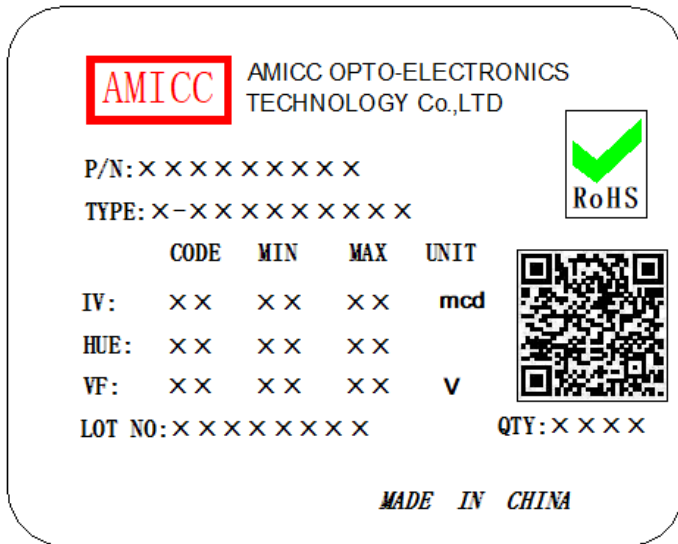 AMICC
AMICC OPTO-ELECTRONICS
TECHNOLOGY Co.,LTD
RoHS
P/N:×××××××××
TYPE:×-×××××××××
CODE MIN MAX UNIT
IV: ×× ×× ×× mcd
HUE: ×× ×× ××
VF: ×× ×× ×× V
LOT NO:××××××××
QTY:××××
MADE IN CHINA